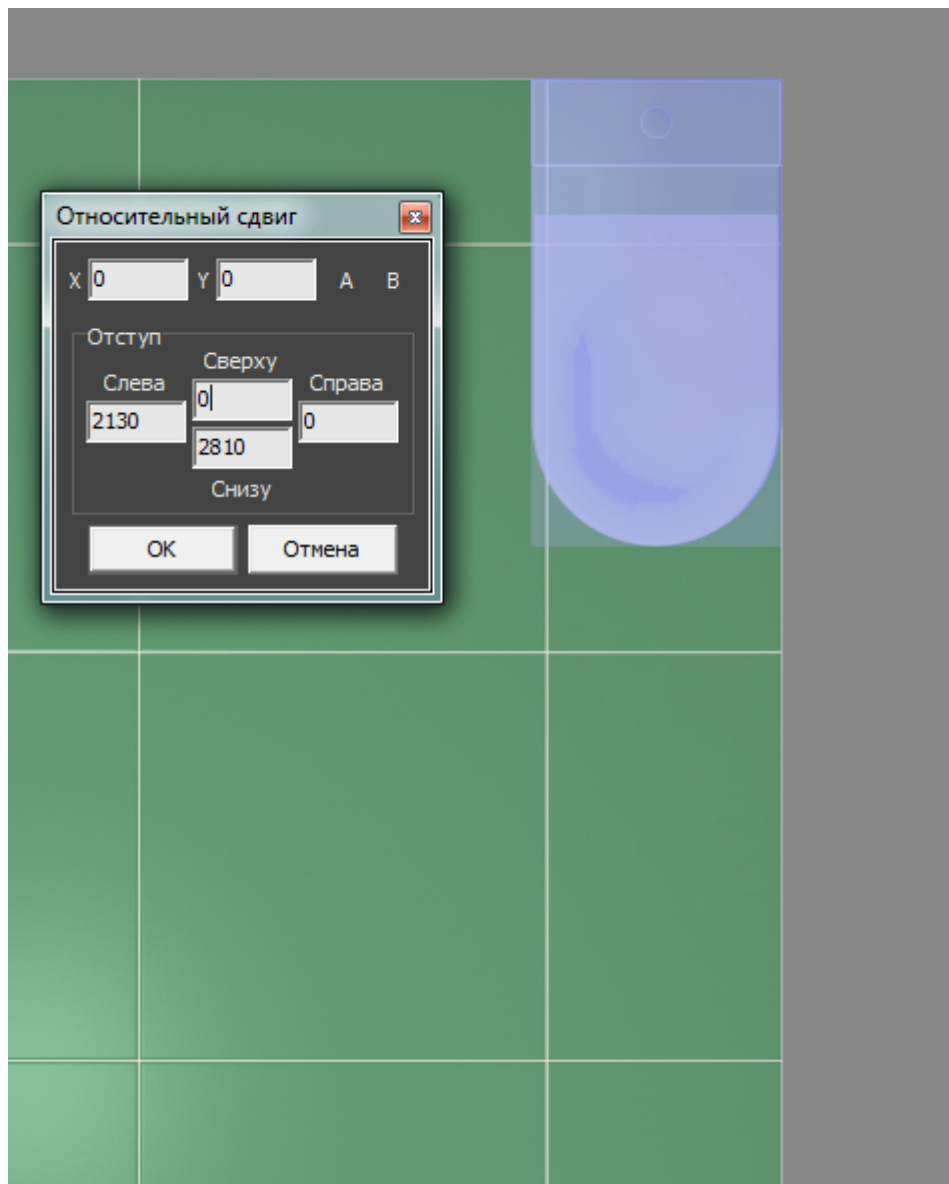 Относительный сдвиг
X 0 Y 0 A B
Отступ
Сверху
Слева Справа
0
2130 0
2810
Снизу
OK Отмена